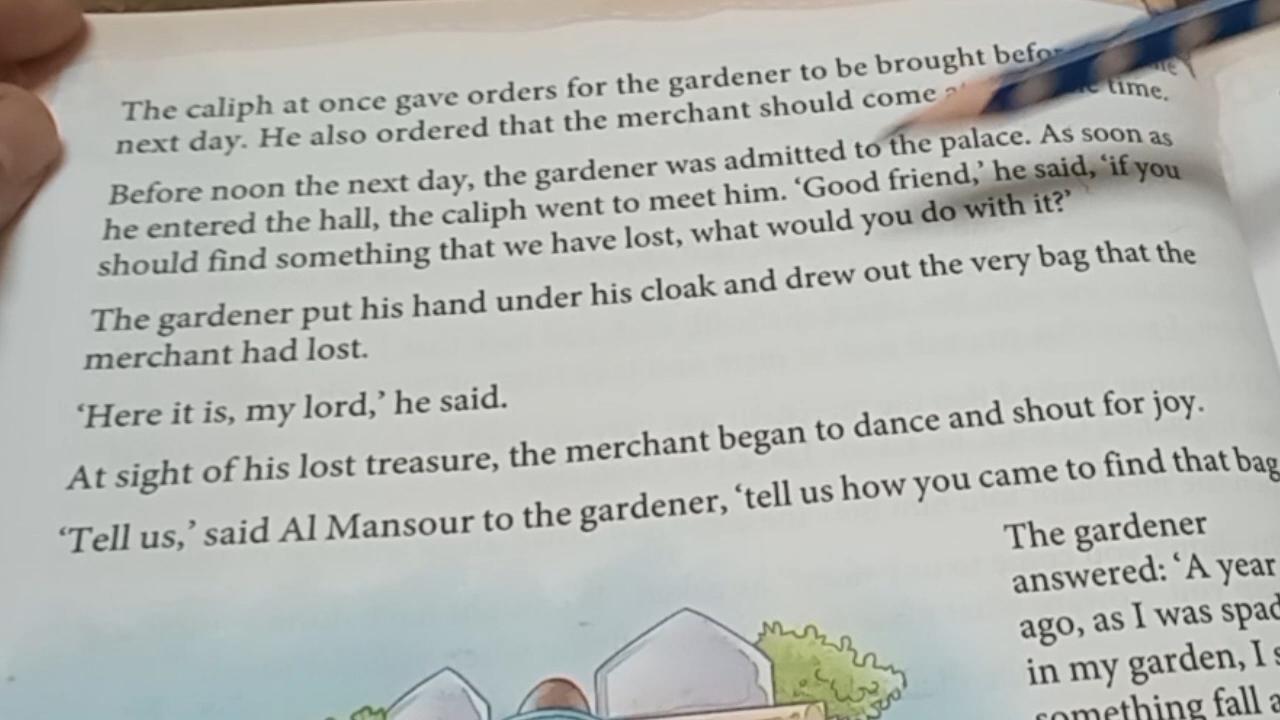 The caliph at once gave orders for the gardener to be brought
next day. He also ordered that the merchant should come time.
Before noon the next day, the gardener was admitted to the palace. As soon as
he entered the hall, the caliph went to meet him. ‘Good friend,’ he said, ‘if you
should find something that we have lost, what would you do with it?’
The gardener put his hand under his cloak and drew out the very bag that the
merchant had lost.
‘Here it is, my lord,’ he said.
At sight of his lost treasure, the merchant began to dance and shout for joy.
‘Tell us,’ said Al Mansour to the gardener, ‘tell us how you came to find that bag
The gardener
answered: ‘A year
ago, as I was
in my garden, I
something fall